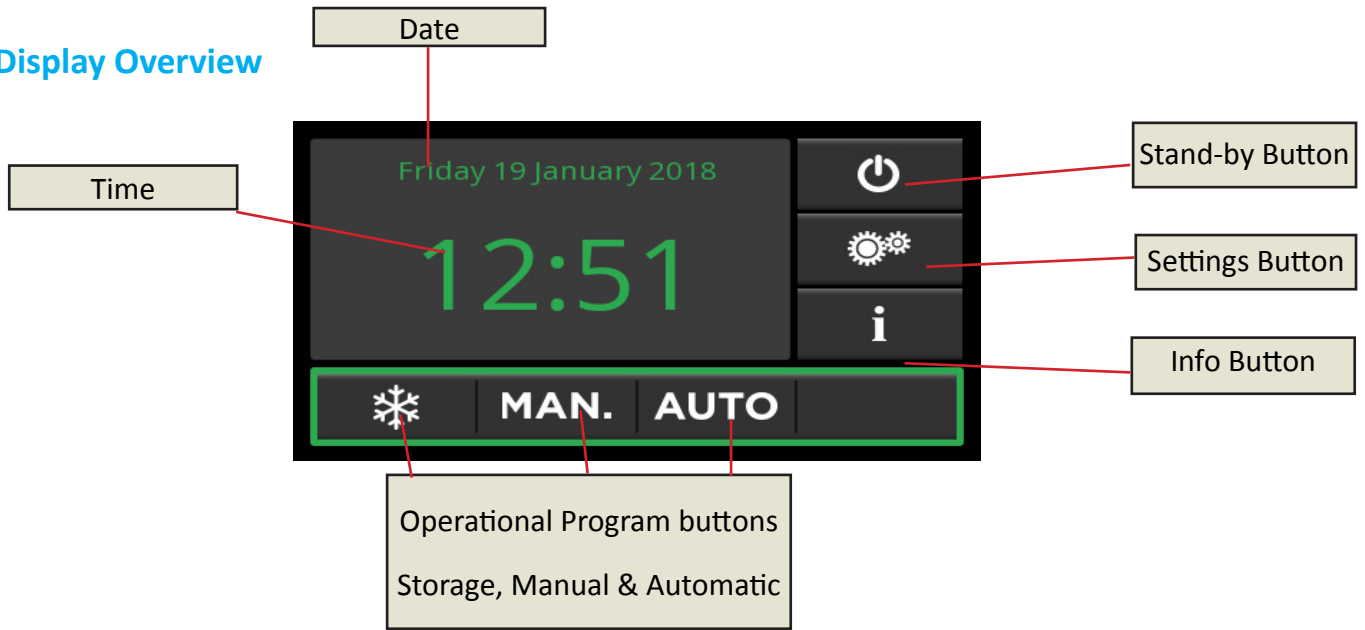 Date
Display Overview
Friday 19 January 2018
Stand-by Button
Time
12:51
Settings Button
i
Info Button
MAN. AUTO
Operational Program buttons
Storage, Manual & Automatic